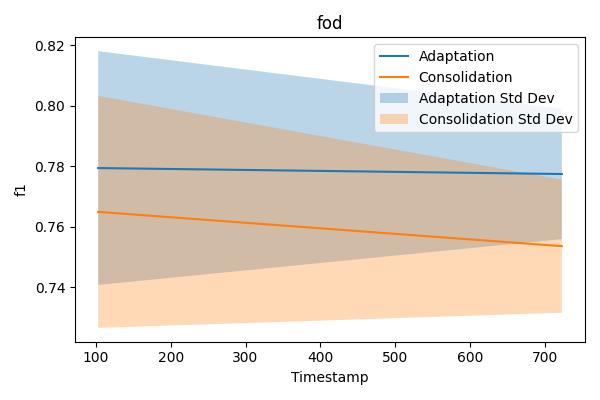 fod
0.82
0.80
0.78
0.76
0.74
f1
Adaptation
Consolidation
Adaptation Std Dev
Consolidation Std Dev
100 200 300 400 500 600 700
Timestamp